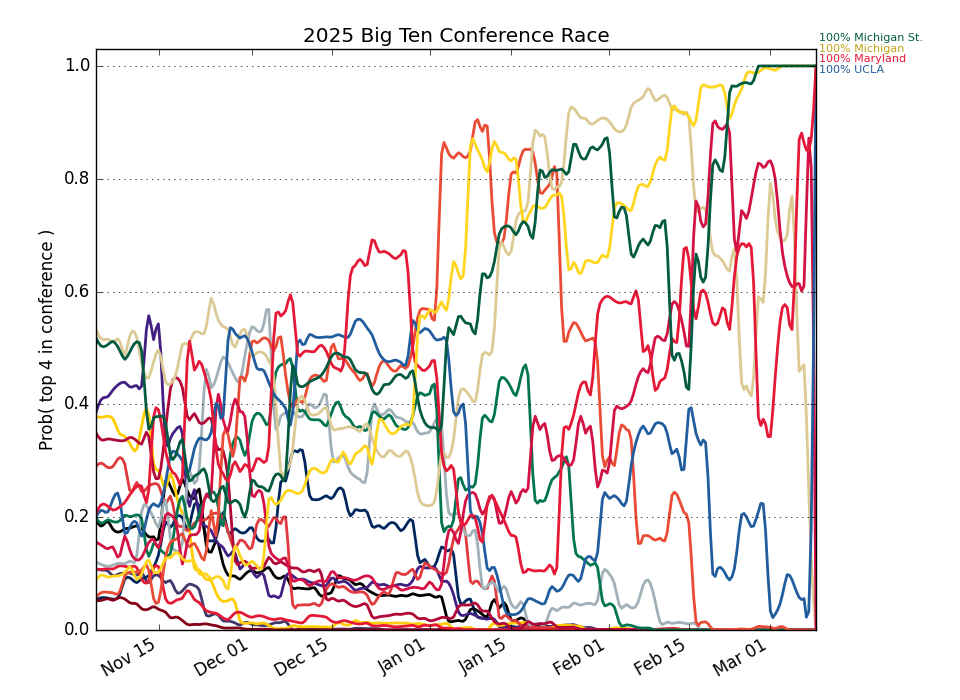 2025 Big Ten Conference Race
100% Michigan St.
100% Michigan
100% Maryland
100% UCLA
Prob( top 4 in conference )
1.0
0.8
0.6
0.4
0.2
0.0
Nov 15
Dec 01
Dec 15
Jan 01
Jan 15
Feb 01
Feb 15
Mar 01